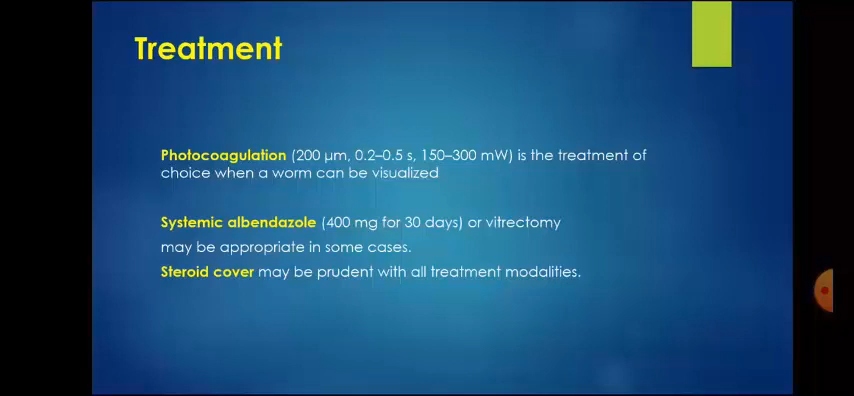 Treatment
Photocoagulation (200 µm, 0.2–0.5 s, 150–300 mW) is the treatment of
choice when a worm can be visualized
Systemic albendazole (400 mg for 30 days) or vitrectomy
may be appropriate in some cases.
Steroid cover may be prudent with all treatment modalities.